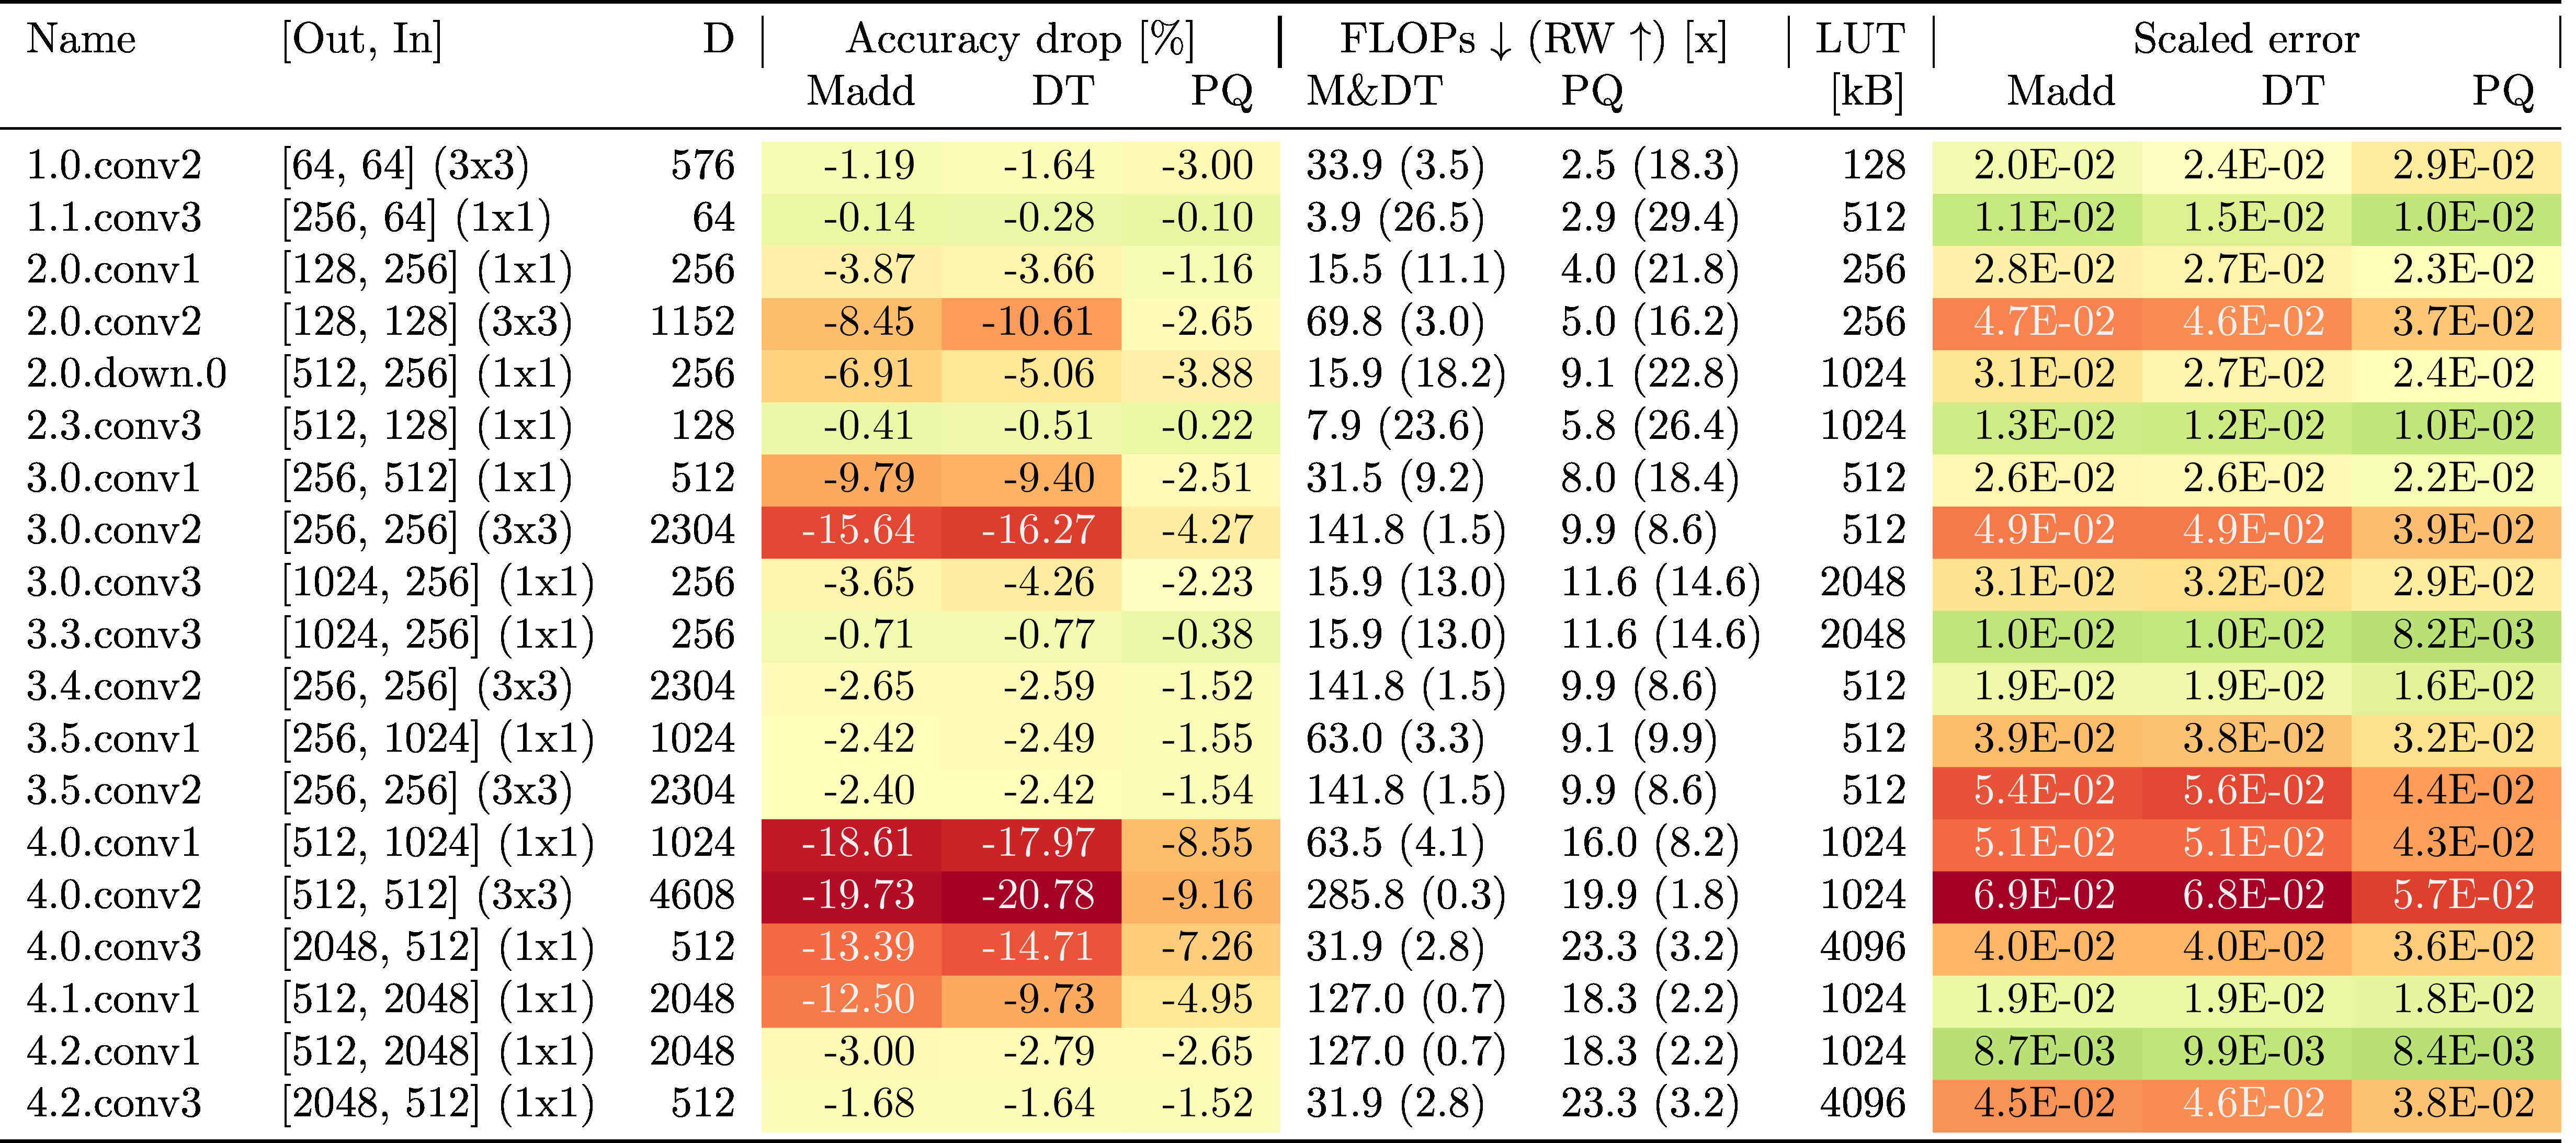 Name [Out, In] D Accuracy drop [%] FLOPs ↓ (RW ↑) [x] LUT Scaled error
Madd DT PQ M&DT PQ [kB] Madd DT PQ
1.0.conv2 [64, 64] (3x3) 576 -1.19 -1.64 -3.00 33.9 (3.5) 2.5 (18.3) 128 2.0E-02 2.4E-02 2.9E-02
1.1.conv3 [256, 64] (1x1) 64 -0.14 -0.28 -0.10 3.9 (26.5) 2.9 (29.4) 512 1.1E-02 1.5E-02 1.0E-02
2.0.conv1 [128, 256] (1x1) 256 -3.87 -3.66 -1.16 15.5 (11.1) 4.0 (21.8) 256 2.8E-02 2.7E-02 2.3E-02
2.0.conv2 [128, 128] (3x3) 1152 -8.45 -10.61 -2.65 69.8 (3.0) 5.0 (16.2) 256 4.7E-02 4.6E-02 3.7E-02
2.0.down.0 [512, 256] (1x1) 256 -6.91 -5.06 -3.88 15.9 (18.2) 9.1 (22.8) 1024 3.1E-02 2.7E-02 2.4E-02
2.3.conv3 [512, 128] (1x1) 128 -0.41 -0.51 -0.22 7.9 (23.6) 5.8 (26.4) 1024 1.3E-02 1.2E-02 1.0E-02
3.0.conv1 [256, 512] (1x1) 512 -9.79 -9.40 -2.51 31.5 (9.2) 8.0 (18.4) 512 2.6E-02 2.6E-02 2.2E-02
3.0.conv2 [256, 256] (3x3) 2304 -15.64 -16.27 -4.27 141.8 (1.5) 9.9 (8.6) 512 4.9E-02 4.9E-02 3.9E-02
3.0.conv3 [1024, 256] (1x1) 256 -3.65 -4.26 -2.23 15.9 (13.0) 11.6 (14.6) 2048 3.1E-02 3.2E-02 2.9E-02
3.3.conv3 [1024, 256] (1x1) 256 -0.71 -0.77 -0.38 15.9 (13.0) 11.6 (14.6) 2048 1.0E-02 1.0E-02 8.2E-03
3.4.conv2 [256, 256] (3x3) 2304 -2.65 -2.59 -1.52 141.8 (1.5) 9.9 (8.6) 512 1.9E-02 1.9E-02 1.6E-02
3.5.conv1 [256, 1024] (1x1) 1024 -2.42 -2.49 -1.55 63.0 (3.3) 9.1 (9.9) 512 3.9E-02 3.8E-02 3.2E-02
3.5.conv2 [256, 256] (3x3) 2304 -2.40 -2.42 -1.54 141.8 (1.5) 9.9 (8.6) 512 5.4E-02 5.6E-02 4.4E-02
4.0.conv1 [512, 1024] (1x1) 1024 -18.61 -17.97 -8.55 63.5 (4.1) 16.0 (8.2) 1024 5.1E-02 5.1E-02 4.3E-02
4.0.conv2 [512, 512] (3x3) 4608 -19.73 -20.78 -9.16 285.8 (0.3) 19.9 (1.8) 1024 6.9E-02 6.8E-02 5.7E-02
4.0.conv3 [2048, 512] (1x1) 512 -13.39 -14.71 -7.26 31.9 (2.8) 23.3 (3.2) 4096 4.0E-02 4.0E-02 3.6E-02
4.1.conv1 [512, 2048] (1x1) 2048 -12.50 -9.73 -4.95 127.0 (0.7) 18.3 (2.2) 1024 1.9E-02 1.9E-02 1.8E-02
4.2.conv1 [512, 2048] (1x1) 2048 -3.00 -2.79 -2.65 127.0 (0.7) 18.3 (2.2) 1024 8.7E-03 9.9E-03 8.4E-03
4.2.conv3 [2048, 512] (1x1) 512 -1.68 -1.64 -1.52 31.9 (2.8) 23.3 (3.2) 4096 4.5E-02 4.6E-02 3.8E-02